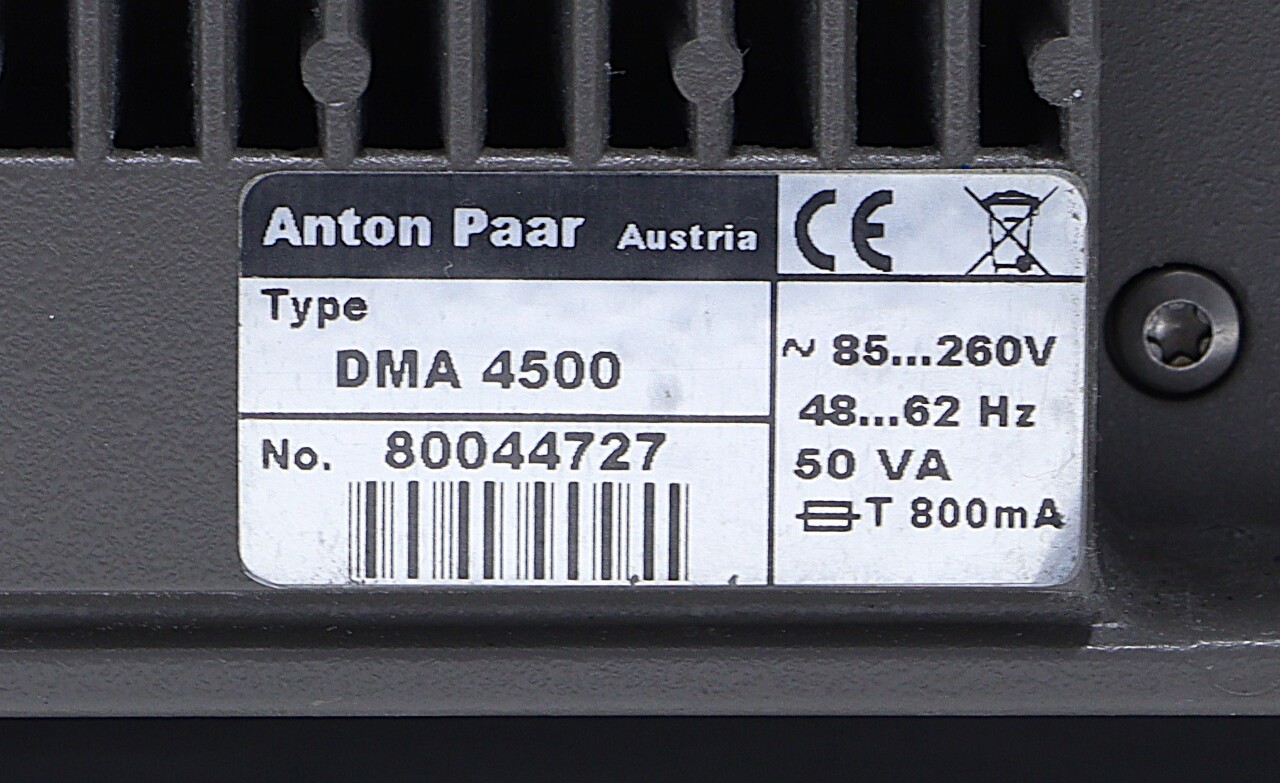 Anton Paar Austria
CE
Type
DMA 4500
No. 80044727
~ 85...260V
48...62 Hz
50 VA
T 800mA